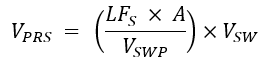 V_PRS = (LF_S × A / V_SWP) × V_SW